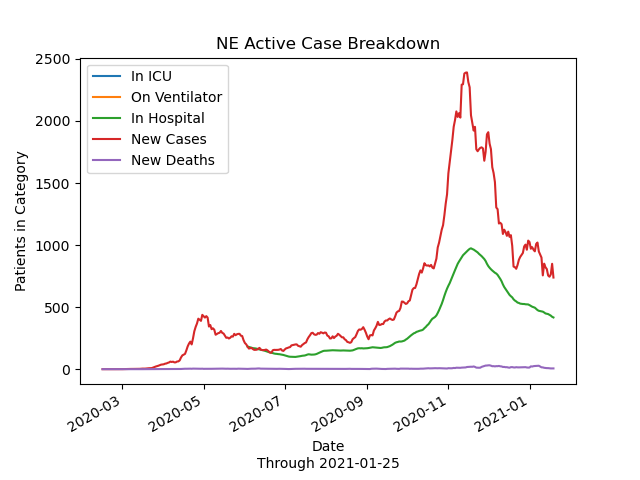 NE Active Case Breakdown
2500
2000
1500
1000
500
0
Patients in Category
In ICU
On Ventilator
In Hospital
New Cases
New Deaths
2020-03
2020-05
2020-07
2020-09
2020-11
2021-01
Date
Through 2021-01-25